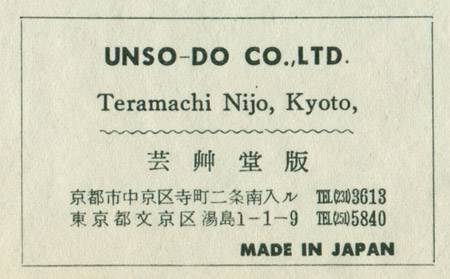 UNSO-DO CO.,LTD.
Teramachi Nijo, Kyoto,
芸艸堂版
京都市中京区寺町二条南入ル TEL(231)3613
東京都文京区湯島1-1-9 TEL(251)5840
MADE IN JAPAN